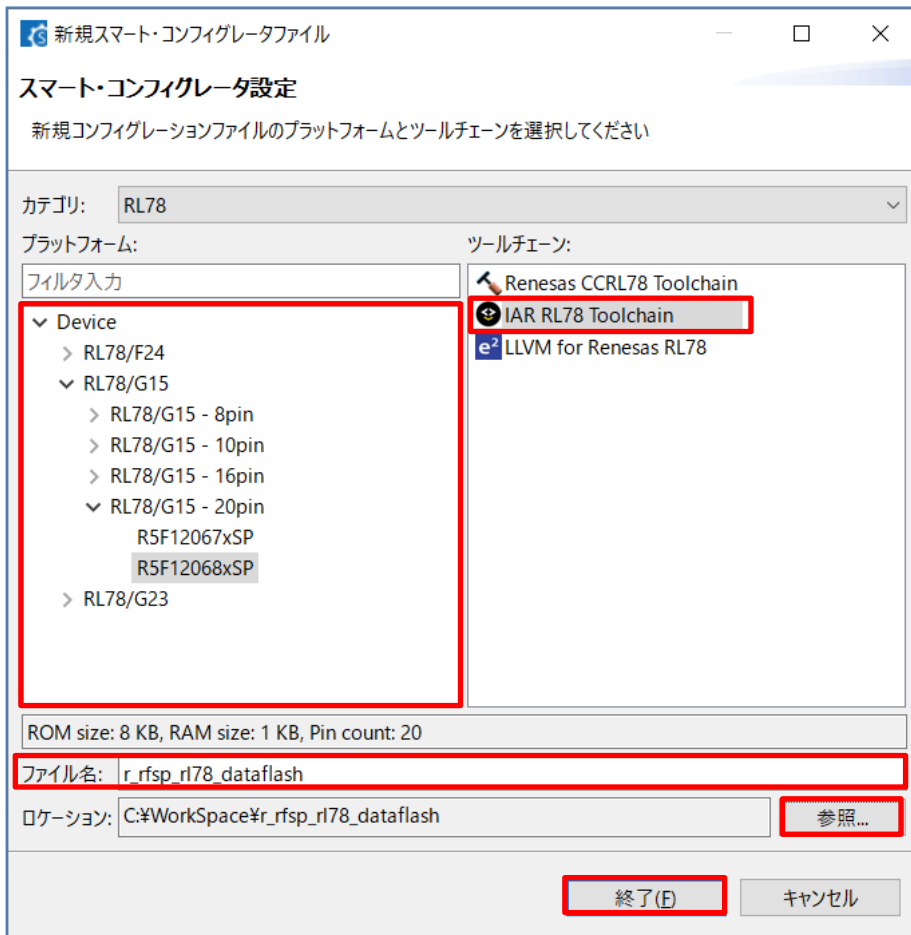 新規スマート・コンフィグレータファイル
スマート・コンフィグレータ設定
新規コンフィグレーションファイルのプラットフォームとツールチェーンを選択してください
カテゴリ: RL78
プラットフォーム: ツールチェーン:
フィルタ入力
Renesas CCRL78 Toolchain
Device
IAR RL78 Toolchain
RL78/F24
e² LLVM for Renesas RL78
RL78/G15
RL78/G15 - 8pin
RL78/G15 - 10pin
RL78/G15 - 16pin
RL78/G15 - 20pin
R5F12067xSP
R5F12068xSP
RL78/G23
ROM size: 8 KB, RAM size: 1 KB, Pin count: 20
ファイル名: r_rfsp_rl78_dataflash
ロケーション: C:¥WorkSpace¥r_rfsp_rl78_dataflash 参照...
終了(F) キャンセル